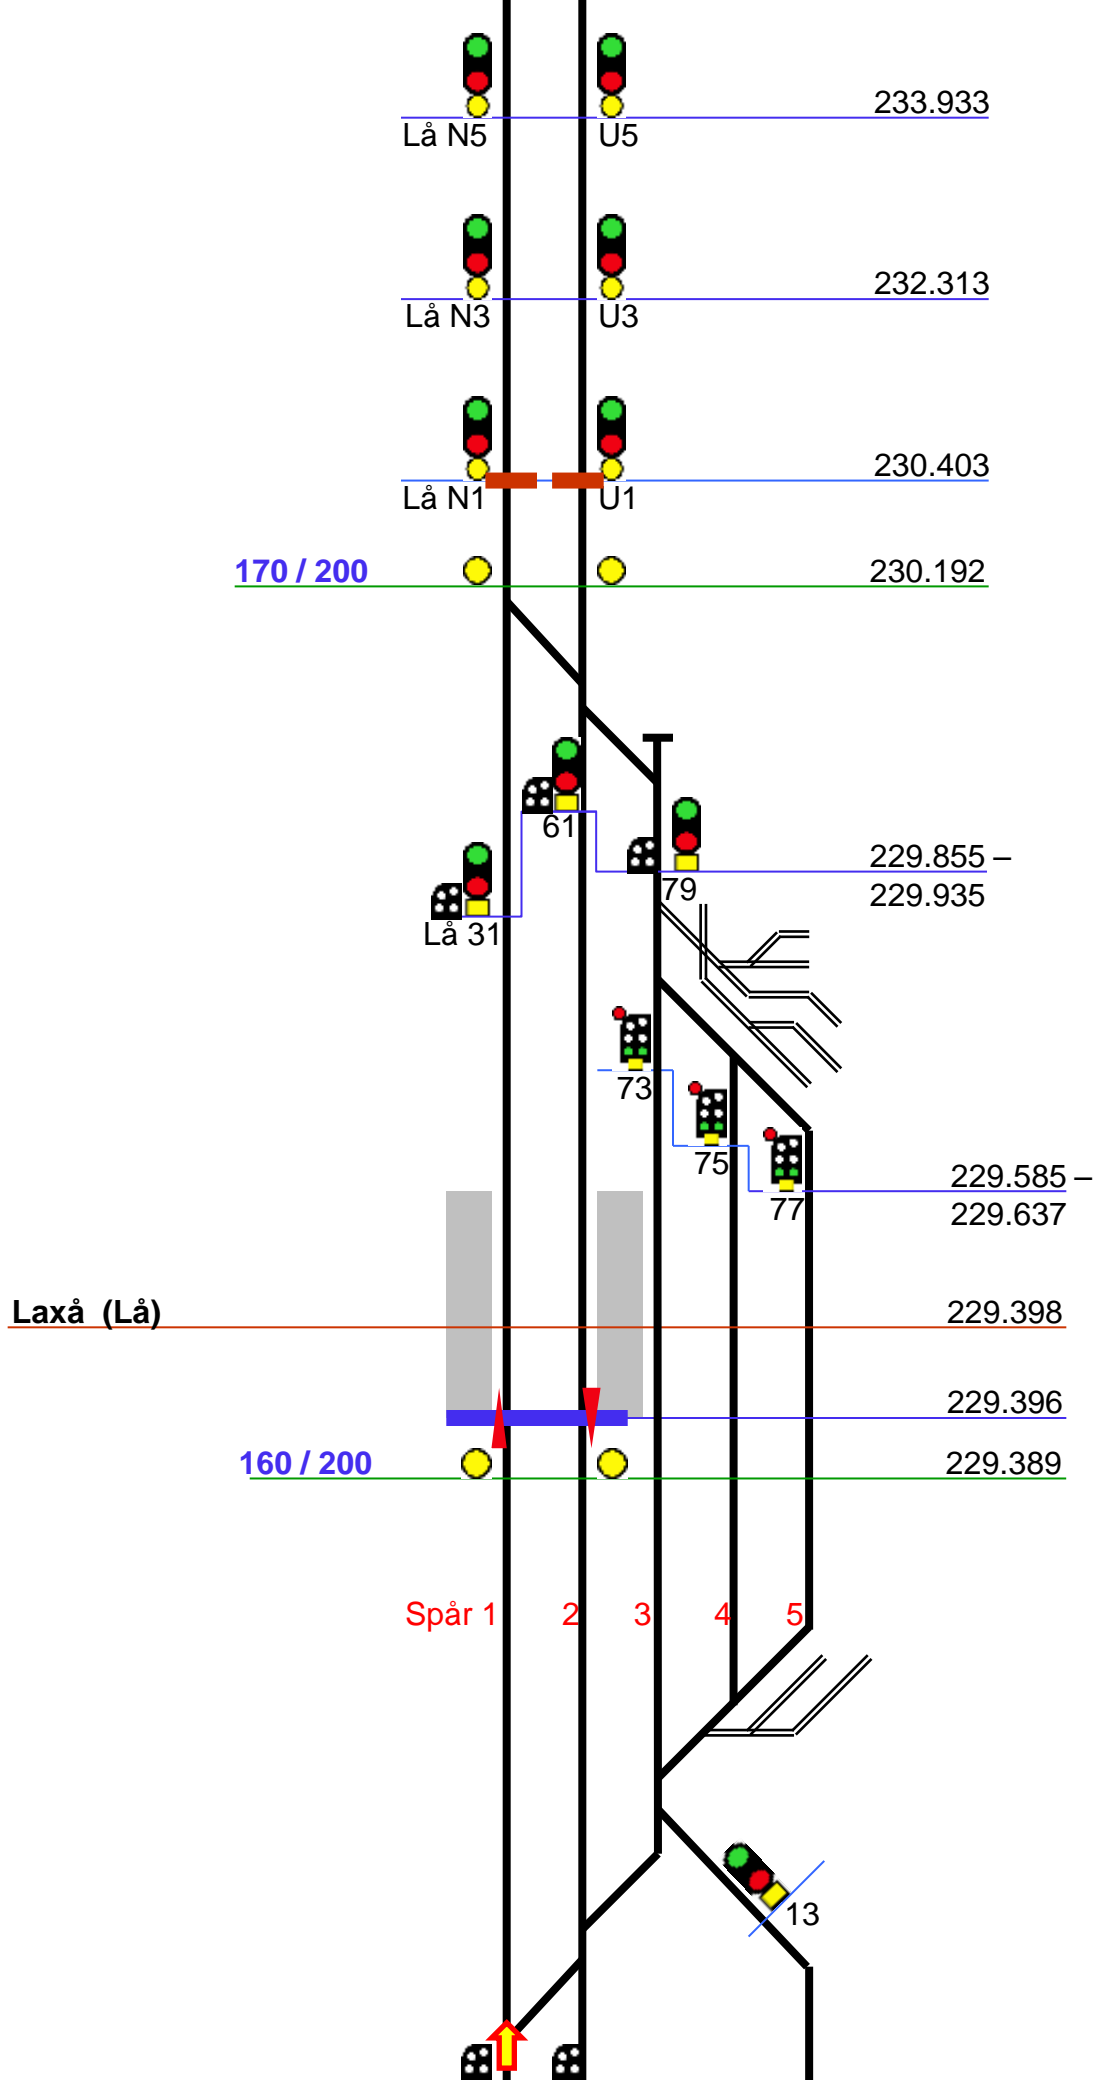 233.933
Lå N5 U5
232.313
Lå N3 U3
230.403
Lå N1 U1
170 / 200 230.192
61
229.855 –
79 229.935
Lå 31
73
75
229.585 –
77 229.637
Laxå (Lå) 229.398
229.396
160 / 200 229.389
Spår 1 2 3 4 5
13